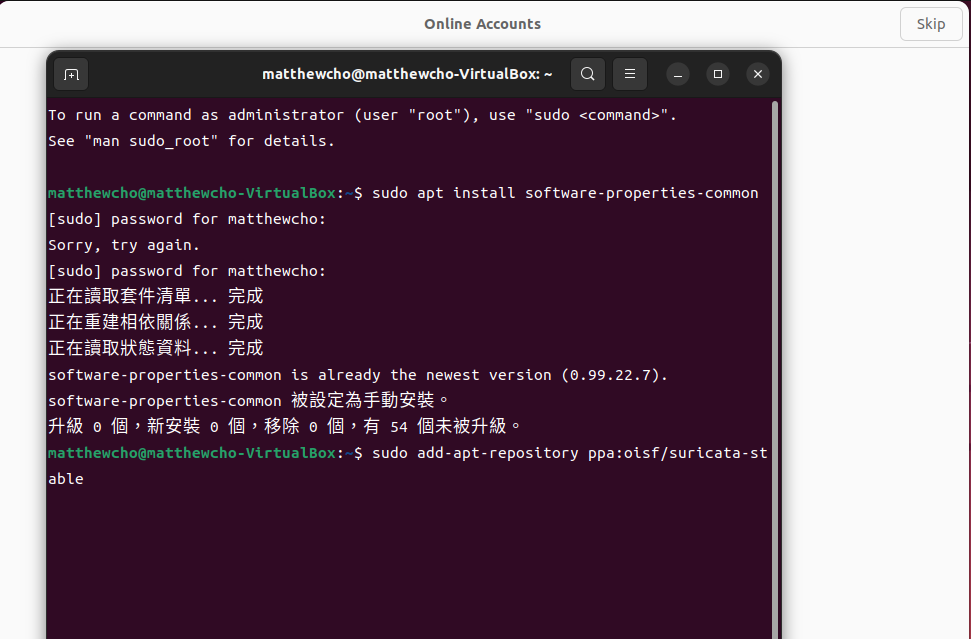 Online Accounts
Skip
matthewcho@matthewcho-VirtualBox: ~
To run a command as administrator (user "root"), use "sudo <command>".
See "man sudo_root" for details.
matthewcho@matthewcho-VirtualBox:~$ sudo apt install software-properties-common
[sudo] password for matthewcho:
Sorry, try again.
[sudo] password for matthewcho:
正在讀取套件清單... 完成
正在重建相依關係... 完成
正在讀取狀態資料... 完成
software-properties-common is already the newest version (0.99.22.7).
software-properties-common 被設定為手動安裝。
升級 0 個，新安裝 0 個，移除 0 個，有 54 個未被升級。
matthewcho@matthewcho-VirtualBox:~$ sudo add-apt-repository ppa:oisf/suricata-st
able